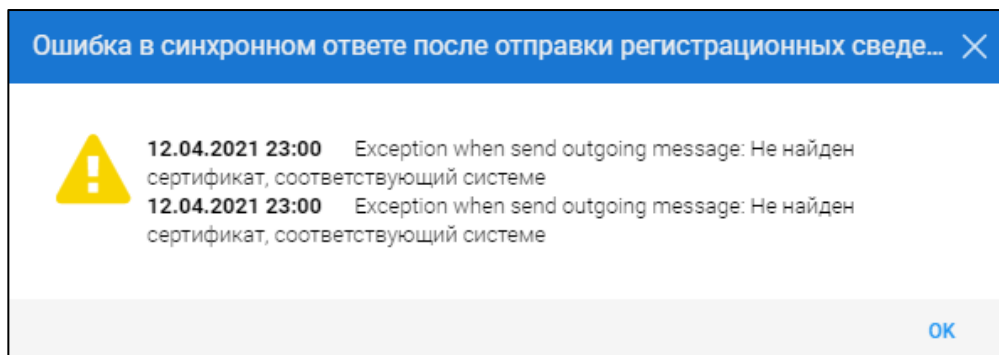 Ошибка в синхронном ответе после отправки регистрационных сведе...
12.04.2021 23:00 Exception when send outgoing message: Не найден
сертификат, соответствующий системе
12.04.2021 23:00 Exception when send outgoing message: Не найден
сертификат, соответствующий системе
OK